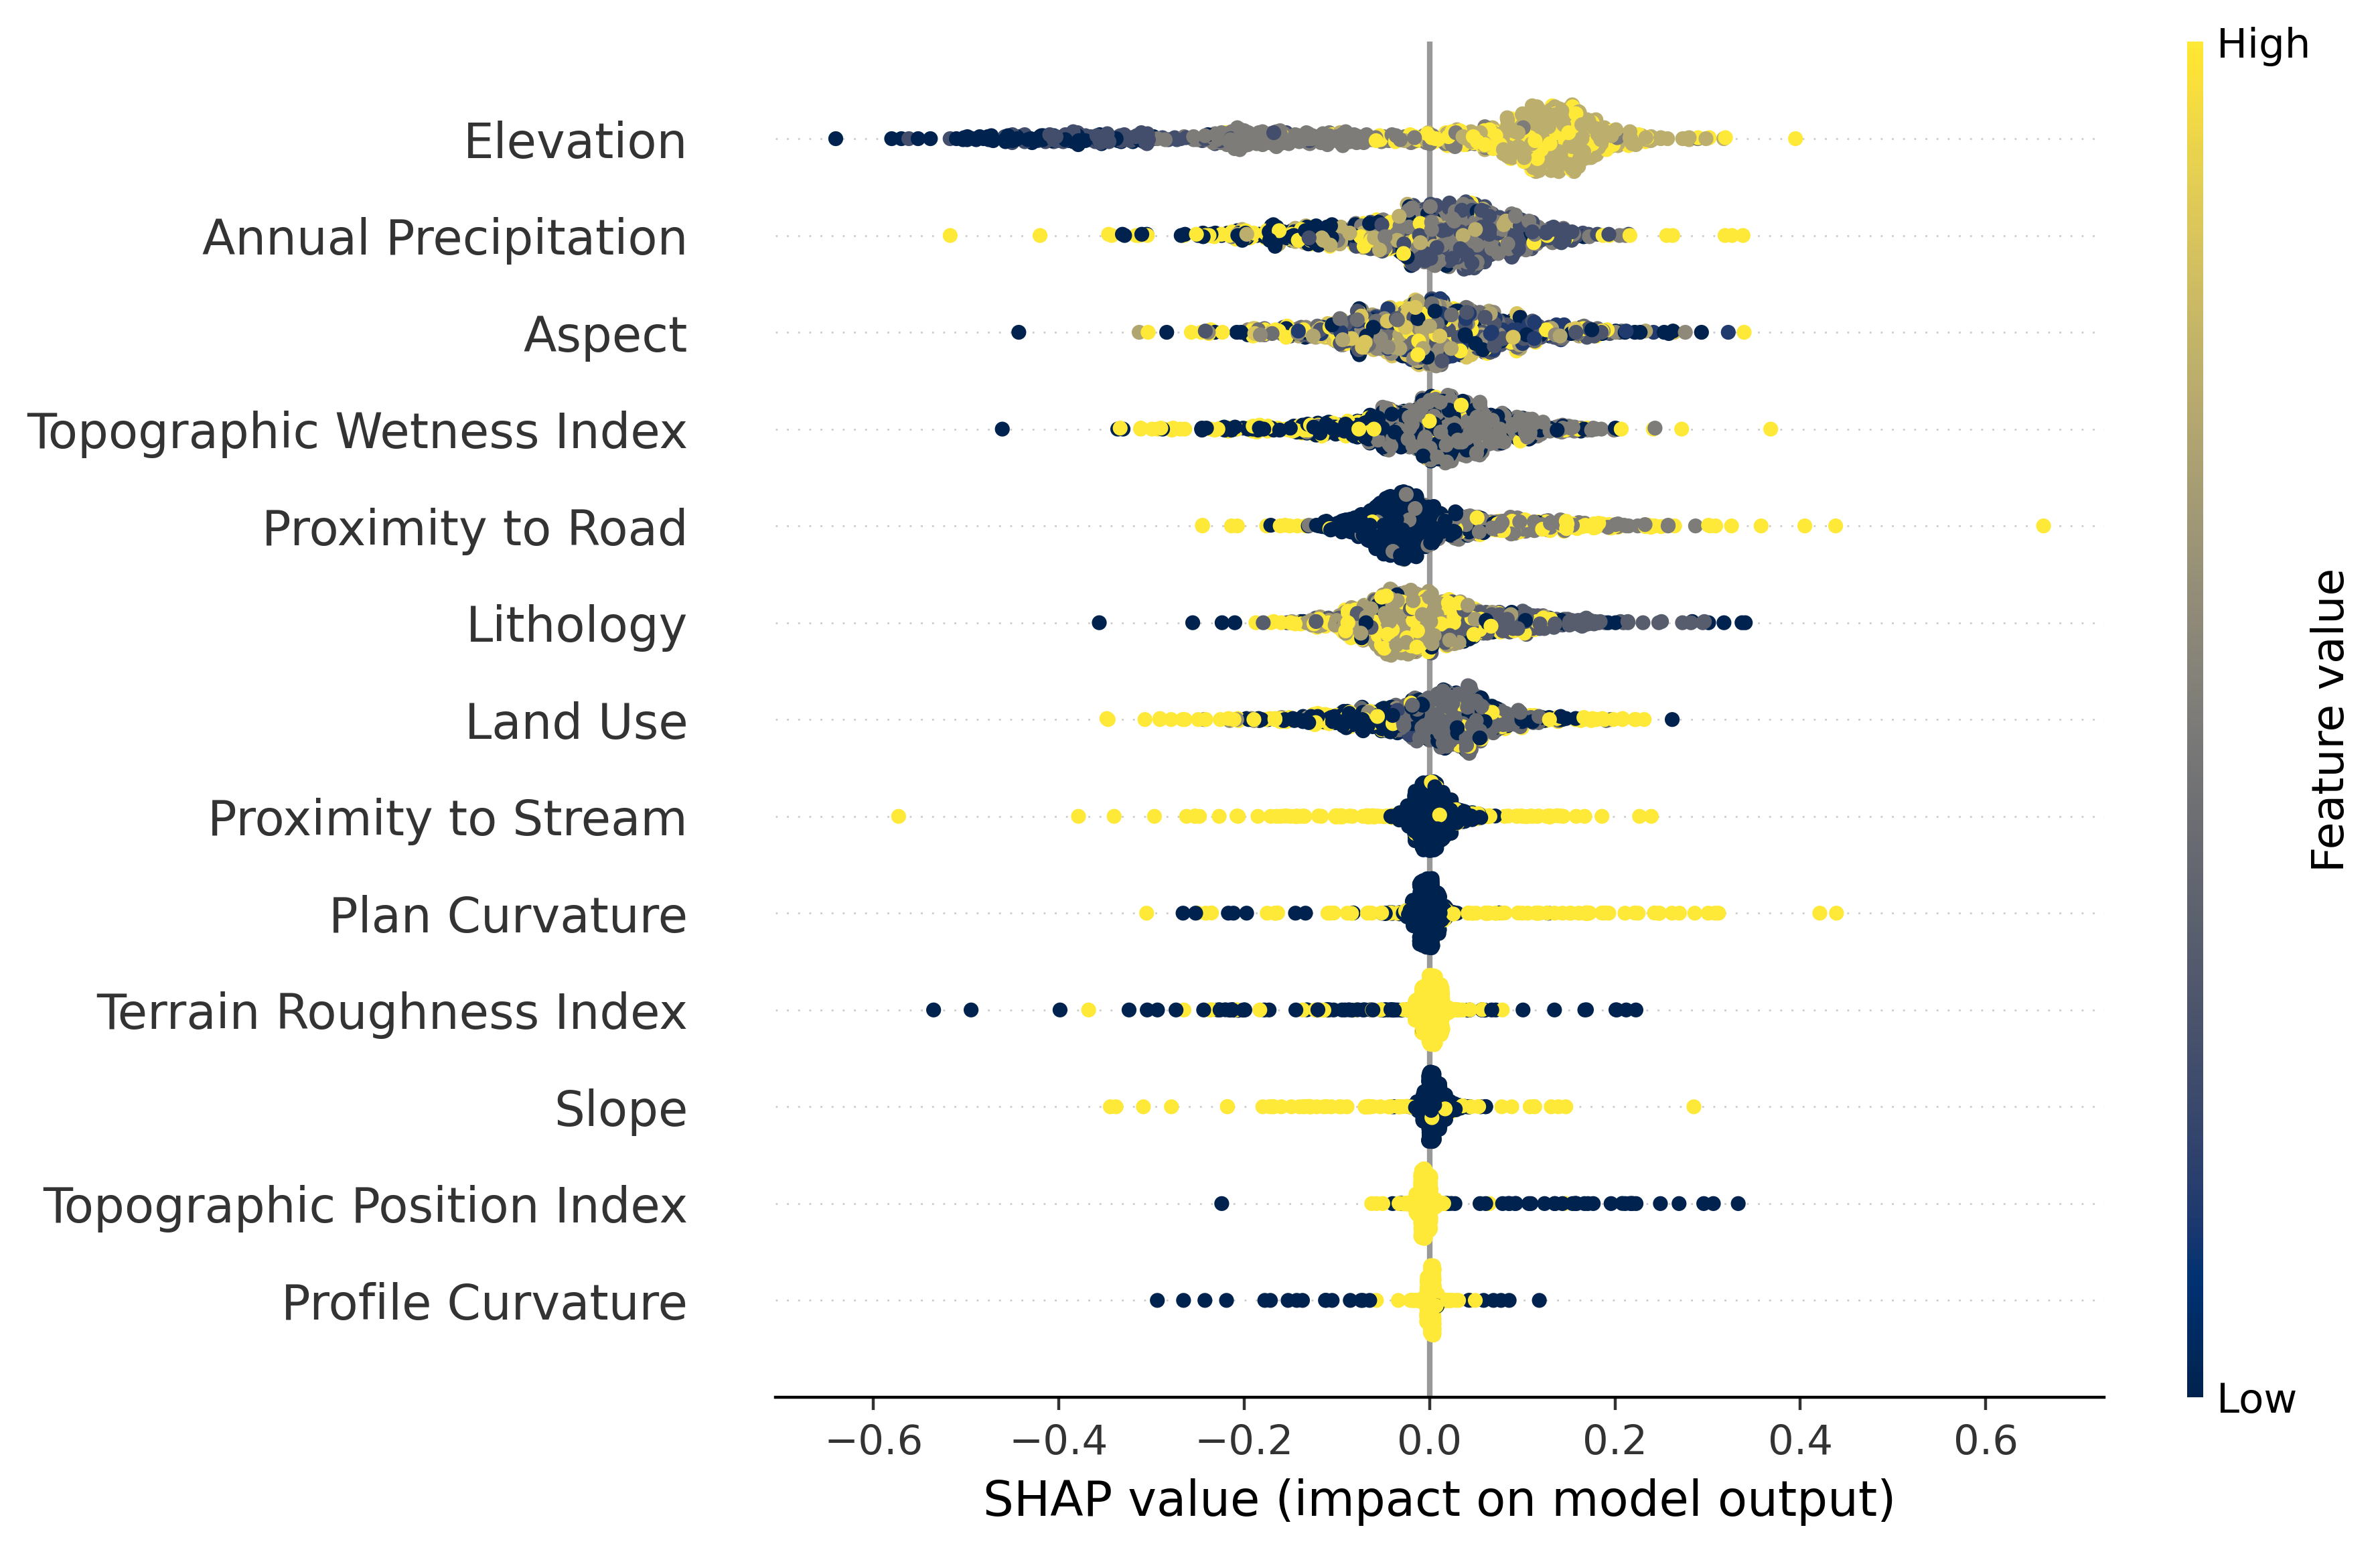 High
Elevation
Annual Precipitation
Aspect
Topographic Wetness Index
Proximity to Road
Lithology
Land Use
Proximity to Stream
Plan Curvature
Terrain Roughness Index
Slope
Topographic Position Index
Profile Curvature
Feature value
Low
−0.6 −0.4 −0.2 0.0 0.2 0.4 0.6
SHAP value (impact on model output)